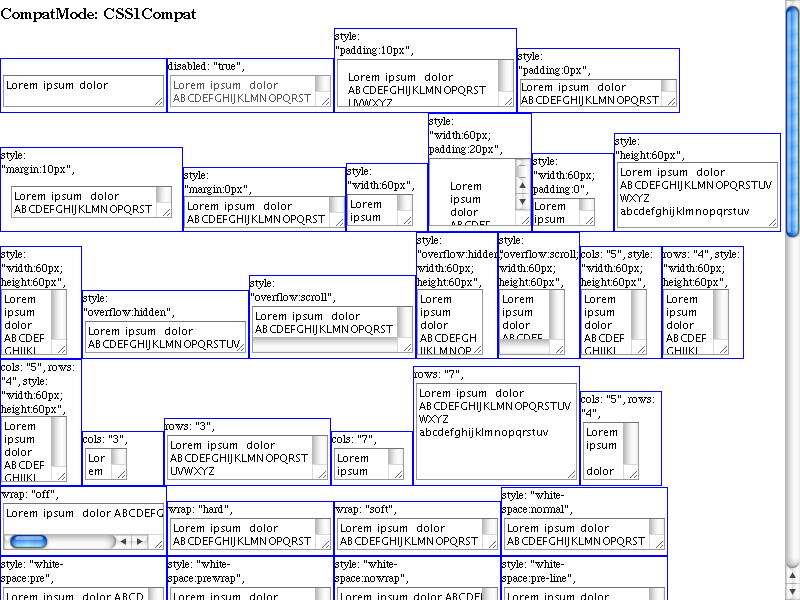 CompatMode: CSS1Compat
Lorem ipsum dolor
disabled: "true",
Lorem ipsum dolor
ABCDEFGHIJKLMNOPQRST
style:
"padding:10px",
Lorem ipsum dolor
ABCDEFGHIJKLMNOPQRST
UVWXYZ
style:
"padding:0px",
Lorem ipsum dolor
ABCDEFGHIJKLMNOPQRST
style:
"margin:10px",
Lorem ipsum dolor
ABCDEFGHIJKLMNOPQRST
style:
"margin:0px",
Lorem ipsum dolor
ABCDEFGHIJKLMNOPQRST
style:
"width:60px",
Lorem
ipsum
style:
"width:60px;
padding:20px",
Lorem
ipsum
dolor
ABCDEF
style:
"width:60px;
padding:0",
Lorem
ipsum
style:
"height:60px",
Lorem ipsum dolor
ABCDEFGHIJKLMNOPQRSTUV
WXYZ
abcdefghijklmnopqrstuv
style:
"width:60px;
height:60px",
Lorem
ipsum
dolor
ABCDEF
GHIJKL
style:
"overflow:hidden",
Lorem ipsum dolor
ABCDEFGHIJKLMNOPQRSTUV
style:
"overflow:scroll",
Lorem ipsum dolor
ABCDEFGHIJKLMNOPQRST
style:
"overflow:hidden;
width:60px;
height:60px",
Lorem
ipsum
dolor
ABCDEFGH
IJKLMNOP
style:
"overflow:scroll;
width:60px;
height:60px",
Lorem
ipsum
dolor
ABCDEF
cols: "5", style:
"width:60px;
height:60px",
Lorem
ipsum
dolor
ABCDEF
GHIJKL
rows: "4", style:
"width:60px;
height:60px",
Lorem
ipsum
dolor
ABCDEF
GHIJKL
cols: "5", rows:
"4", style:
"width:60px;
height:60px",
Lorem
ipsum
dolor
ABCDEF
GHIJKL
cols: "3",
Lor
em
rows: "3",
Lorem ipsum dolor
ABCDEFGHIJKLMNOPQRST
UVWXYZ
cols: "7",
Lorem
ipsum
rows: "7",
Lorem ipsum dolor
ABCDEFGHIJKLMNOPQRSTUV
WXYZ
abcdefghijklmnopqrstuv
cols: "5", rows:
"4",
Lorem
ipsum
dolor
wrap: "off",
Lorem ipsum dolor ABCDEFG
wrap: "hard",
Lorem ipsum dolor
ABCDEFGHIJKLMNOPQRST
wrap: "soft",
Lorem ipsum dolor
ABCDEFGHIJKLMNOPQRST
style: "white-
space:normal",
Lorem ipsum dolor
ABCDEFGHIJKLMNOPQRST
style: "white-
space:pre",
Lorem ipsum dolor ABCD
style: "white-
space:prewrap",
Lorem ipsum dolor
style: "white-
space:nowrap",
Lorem ipsum dolor ABCDEF
style: "white-
space:pre-line",
Lorem ipsum dolor